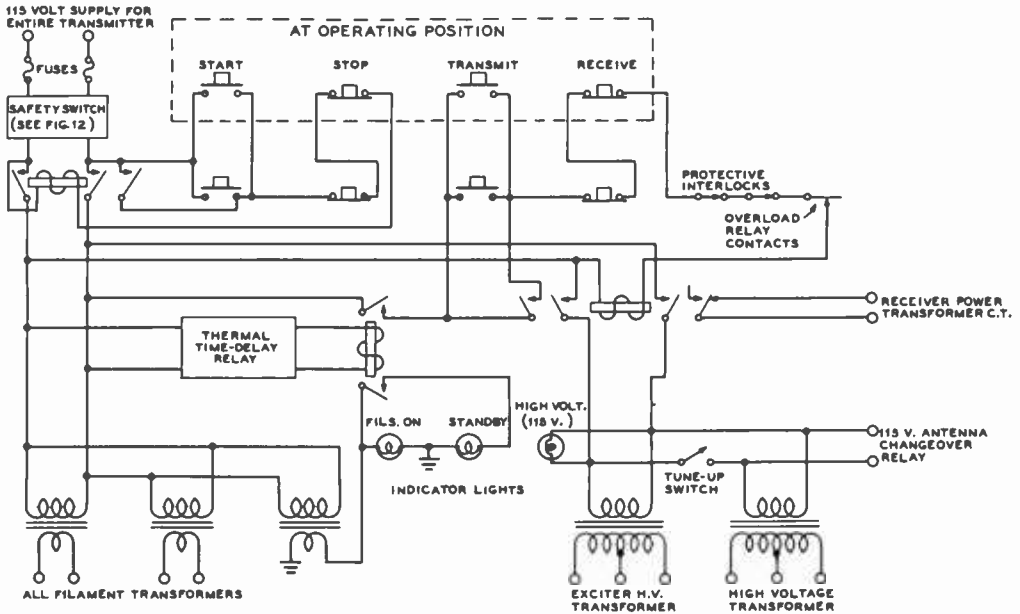 115 VOLT SUPPLY FOR
ENTIRE TRANSMITTER
AT OPERATING POSITION
FUSES
START
STOP
TRANSMIT
RECEIVE
SAFETY SWITCH
(SEE FIG. 12)
PROTECTIVE
INTERLOCKS
OVERLOAD
RELAY
CONTACTS
RECEIVER POWER
TRANSFORMER C.T.
THERMAL
TIME-DELAY
RELAY
FILS. ON
STANDBY
HIGH VOLT.
(115 V.)
115 V. ANTENNA
CHANGEOVER
RELAY
TUNE-UP
SWITCH
INDICATOR LIGHTS
ALL FILAMENT TRANSFORMERS
EXCITER H.V.
TRANSFORMER
HIGH VOLTAGE
TRANSFORMER